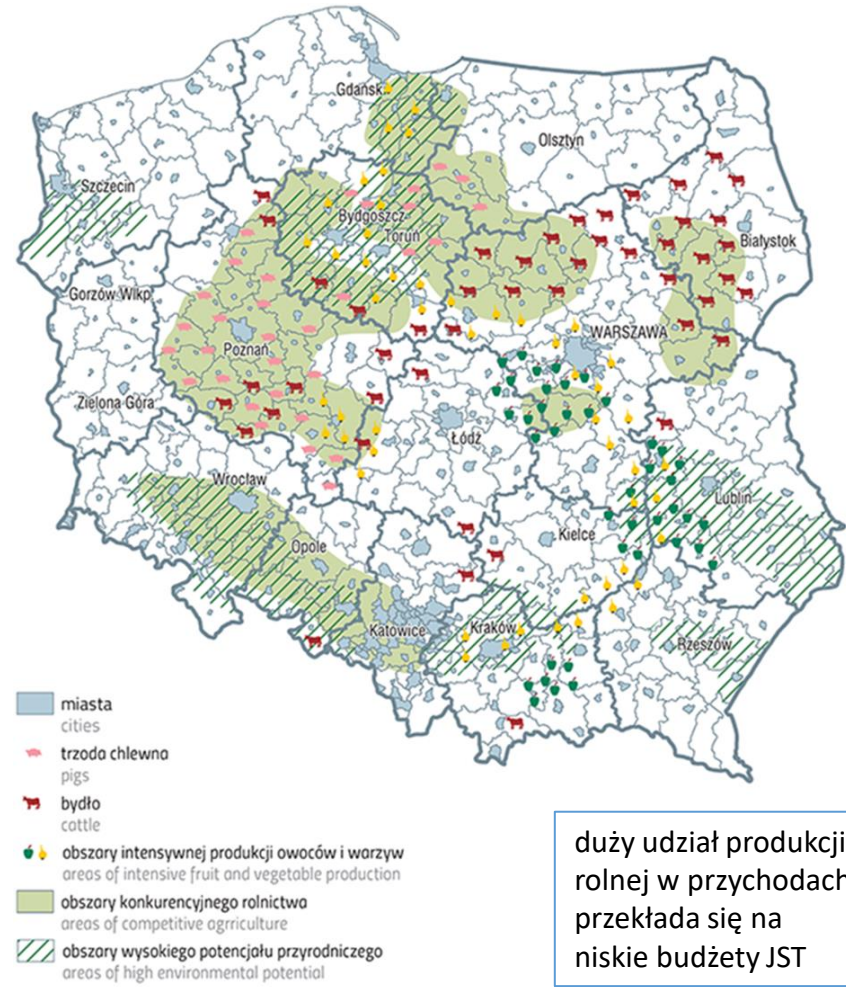 Gdańsk
Olsztyn
Szczecin
Bydgoszcz
Toruń
Białystok
Gorzów Wlkp.
WARSZAWA
Poznań
Zielona Góra
Łódź
Wrocław
Lublin
Opole
Kielce
Katowice
Kraków
Rzeszów
miasta
cities
trzoda chlewna
pigs
bydło
cattle
obszary intensywnej produkcji owoców i warzyw
areas of intensive fruit and vegetable production
obszary konkurencyjnego rolnictwa
areas of competitive agrriculture
obszary wysokiego potencjału przyrodniczego
areas of high environmental potential
duży udział produkcji
rolnej w przychodach
przekłada się na
niskie budżety JST